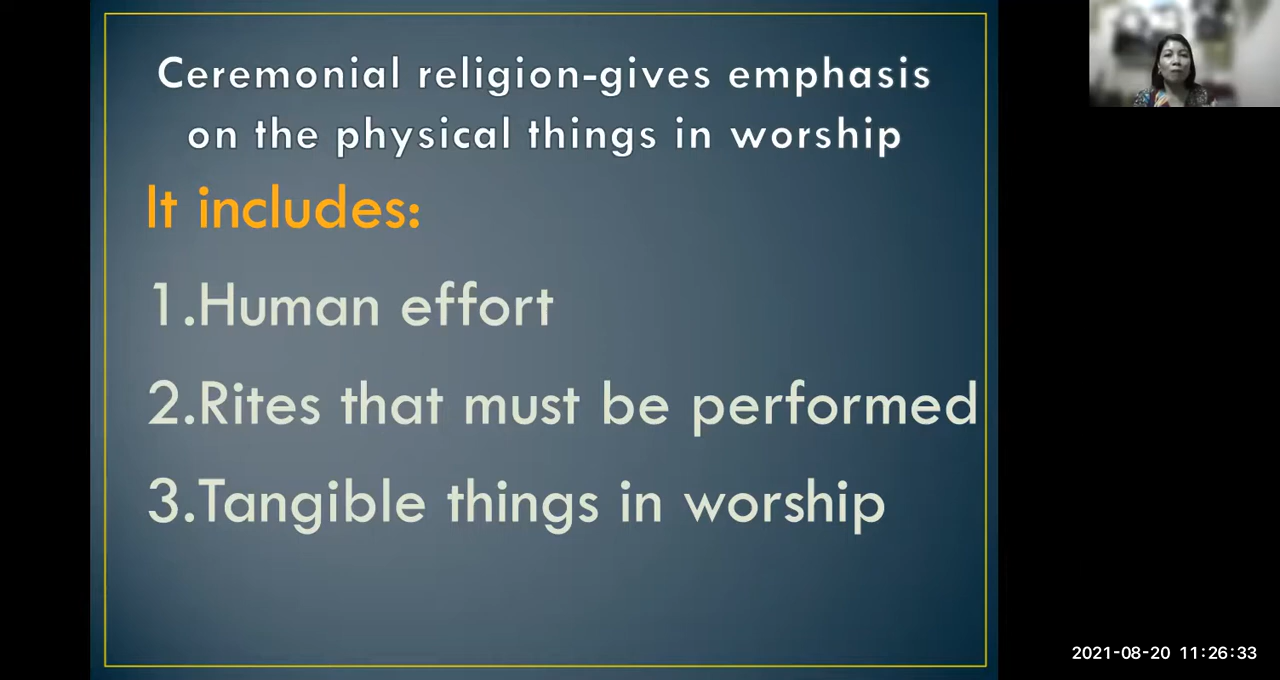 Ceremonial religion-gives emphasis
on the physical things in worship
It includes:
1.Human effort
2.Rites that must be performed
3.Tangible things in worship
2021-08-20 11:26:33